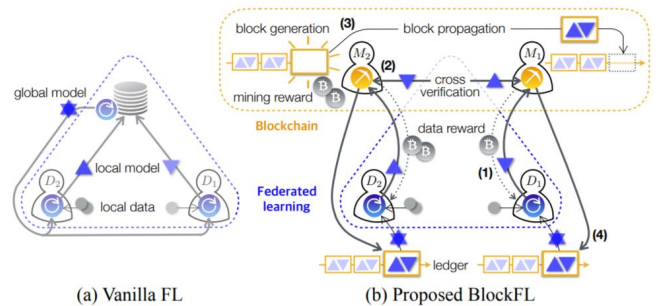 block generation
(3)
block propagation
M2
(2)
M1
global model
mining reward
cross
verification
Blockchain
data reward
local model
D2
D1
(1)
D2
D1
Federated
learning
local data
(4)
ledger
(a) Vanilla FL
(b) Proposed BlockFL